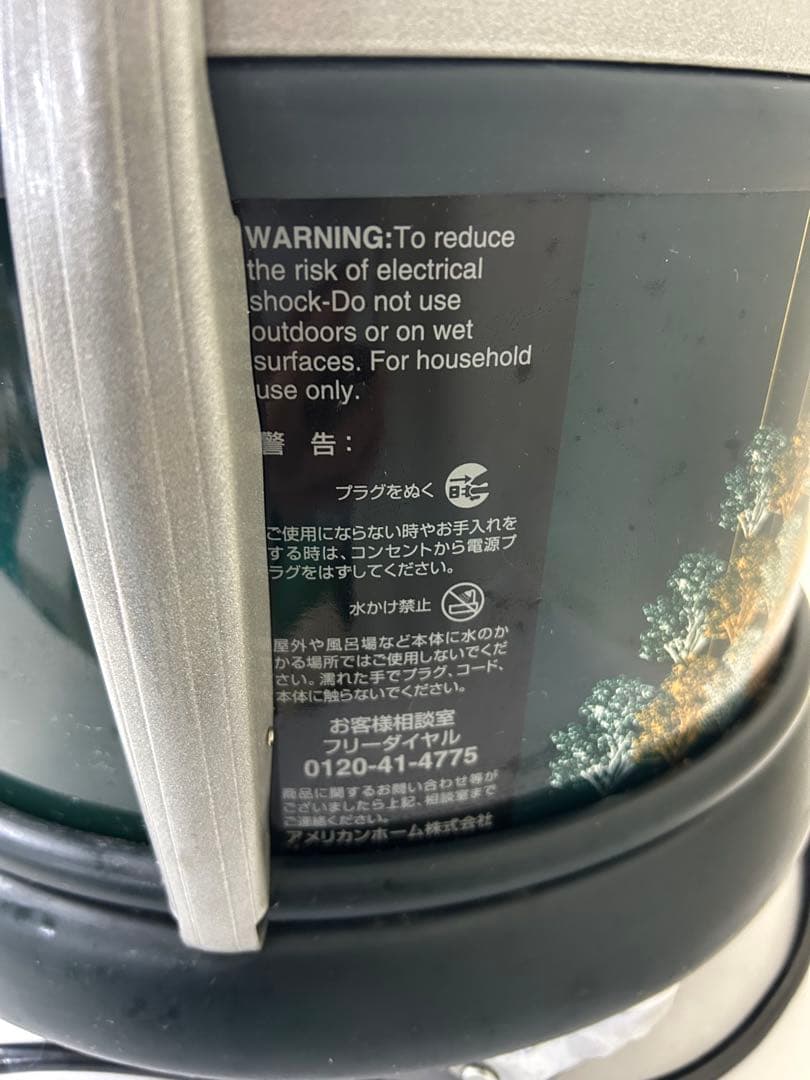 WARNING:To reduce
the risk of electrical
shock-Do not use
outdoors or on wet
surfaces. For household
use only.
警 告：
プラグをぬく
ご使用にならない時やお手入れを
する時は、コンセントから電源プ
ラグをはずしてください。
水かけ禁止
屋外や風呂場など本体に水のか
かる場所ではご使用しないでくだ
さい。濡れた手でプラグ、コード、
本体に触らないでください。
お客様相談室
フリーダイヤル
0120-41-4775
商品に関するお問い合わせ等が
ございましたら上記、相談室まで
ご連絡ください。
アメリカンホーム株式会社